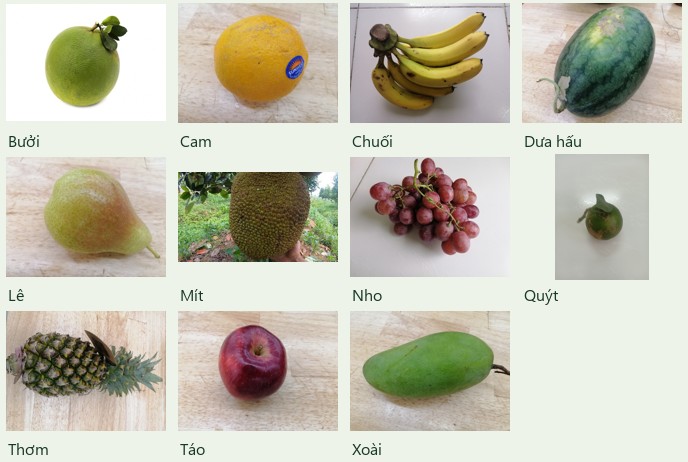 Bưởi
Cam
Chuối
Dưa hấu
Lê
Mít
Nho
Quýt
Thơm
Táo
Xoài